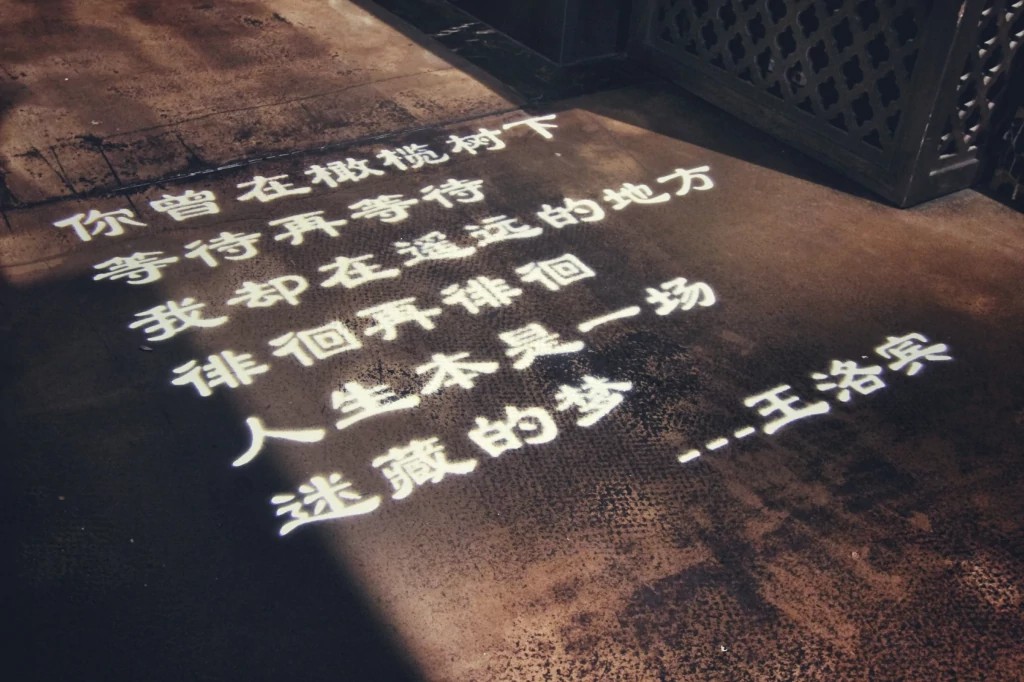 你曾在橄榄树下
等待再等待
我却在遥远的地方
徘徊再徘徊
人生本是一场
迷藏的梦
---王洛宾